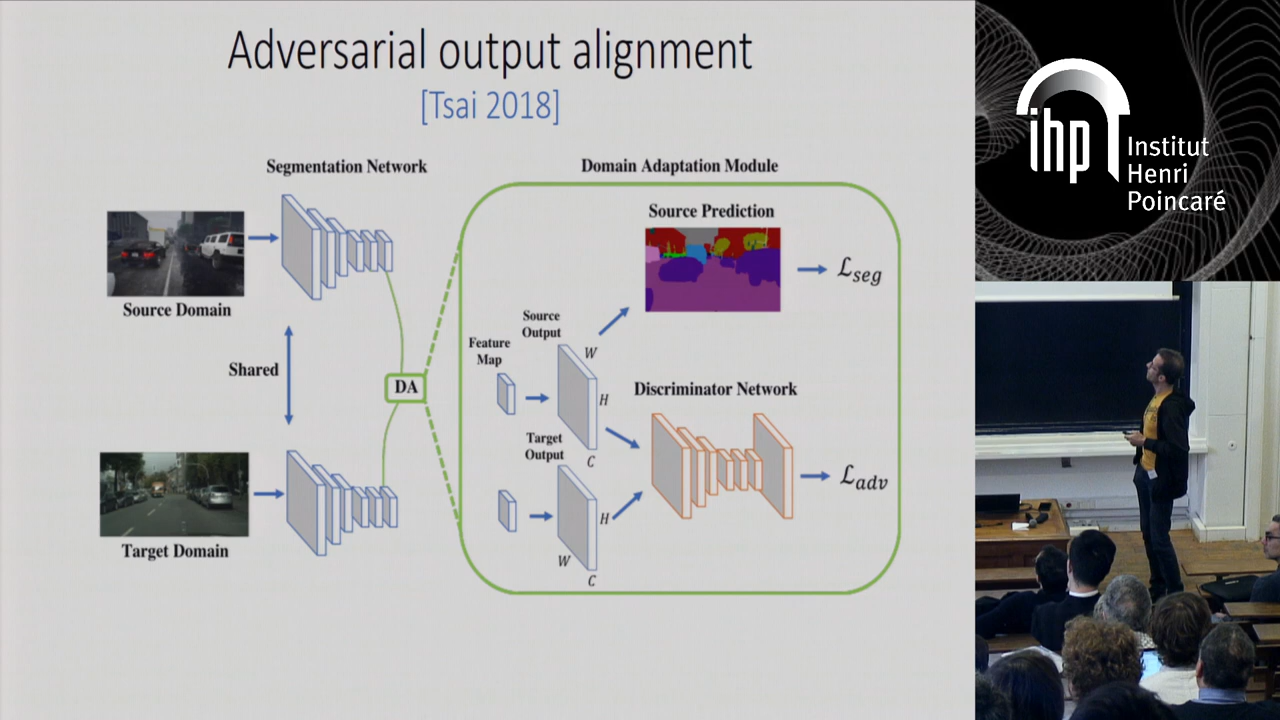 Adversarial output alignment
[Tsai 2018]
Segmentation Network
Domain Adaptation Module
Source Prediction
Source Domain
ℒseg
Source
Output
Feature
Map
W
H
C
Shared
DA
Discriminator Network
Target
Output
H
W
C
ℒadv
Target Domain
ihp
Institut
Henri
Poincaré